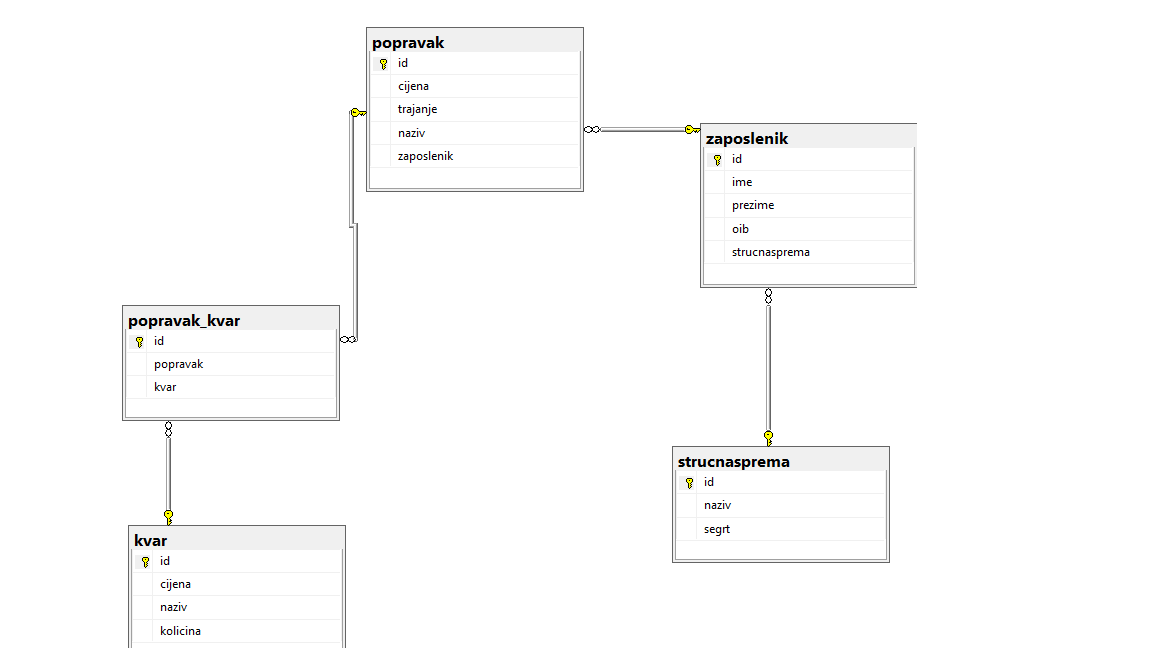 popravak
id
cijena
trajanje
naziv
zaposlenik
zaposlenik
id
ime
prezime
oib
strucnasprema
popravak_kvar
id
popravak
kvar
strucnasprema
id
naziv
segrt
kvar
id
cijena
naziv
kolicina